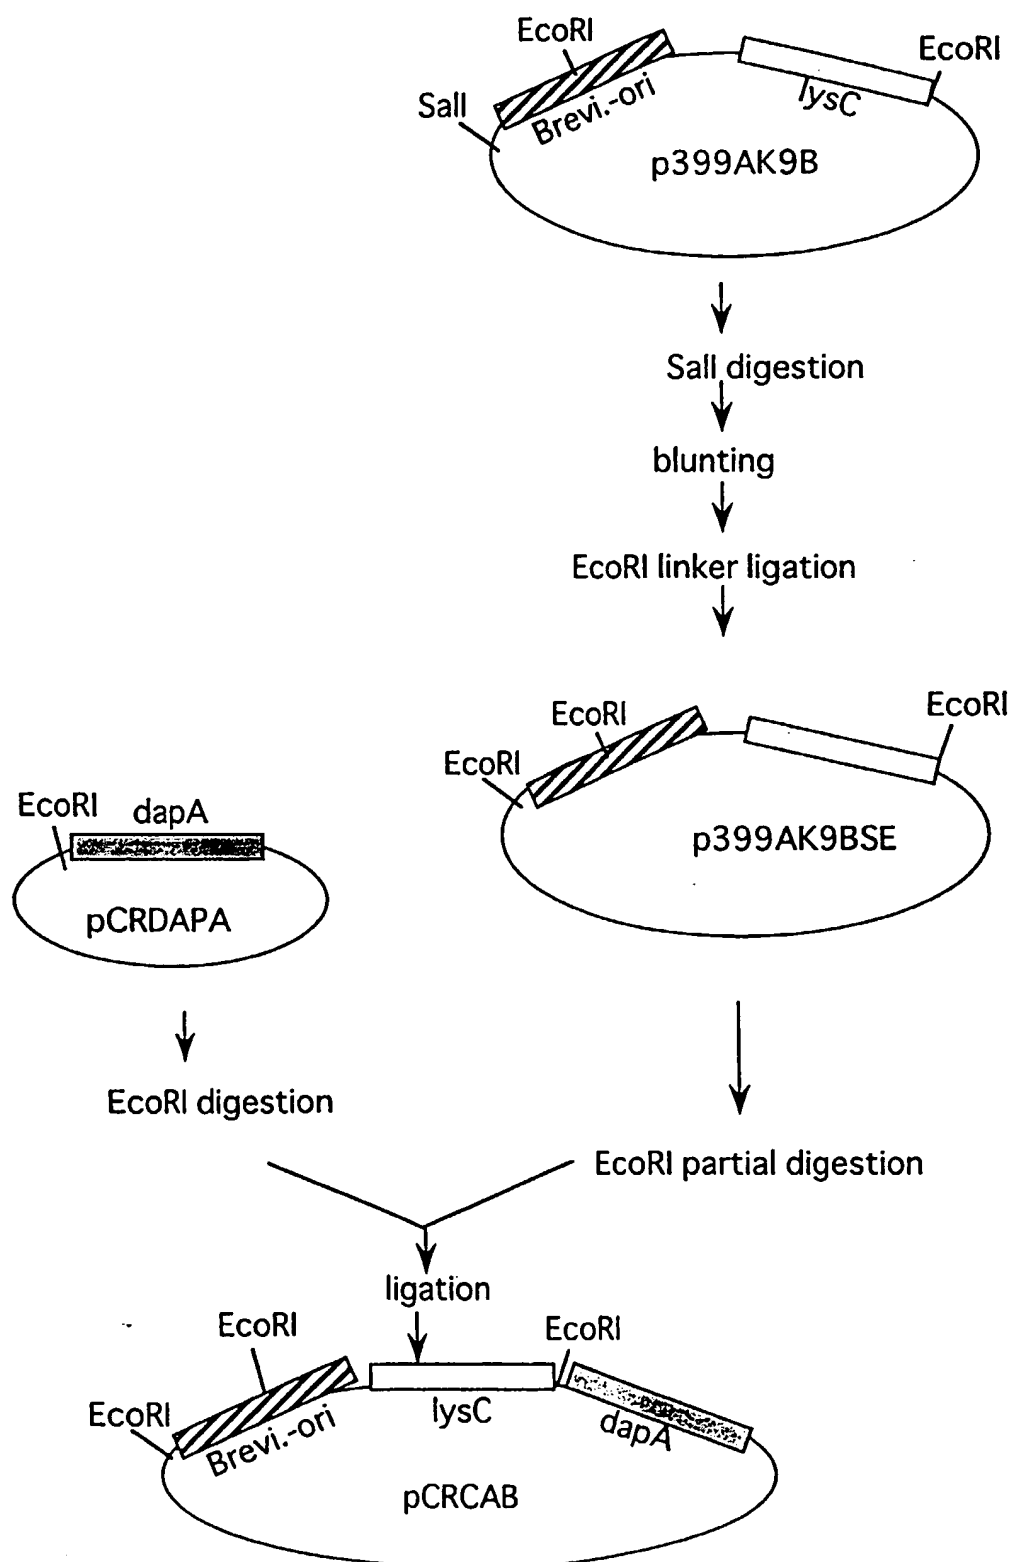 EcoRI
EcoRI
SalI
Brevi.-ori
lysC
p399AK9B
SalI digestion
blunting
EcoRI linker ligation
EcoRI
EcoRI
EcoRI
p399AK9BSE
EcoRI
dapA
pCRDAPA
EcoRI digestion
EcoRI partial digestion
ligation
EcoRI
EcoRI
EcoRI
Brevi.-ori
lysC
dapA
pCRCAB